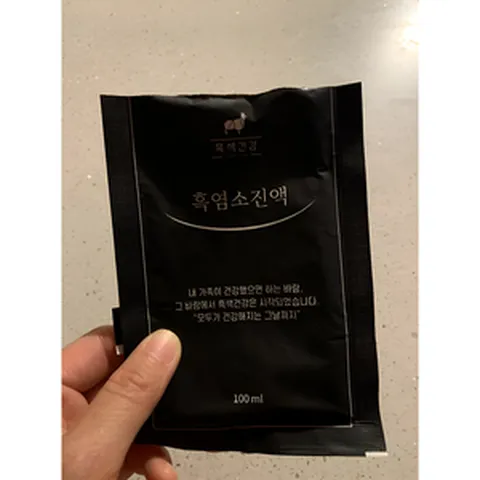 흑색건강
흑염소진액
내 가족이 건강했으면 하는 바람,
그 바람에서 흑색건강은 시작되었습니다.
"모두가 건강해지는 그날까지"
100ml